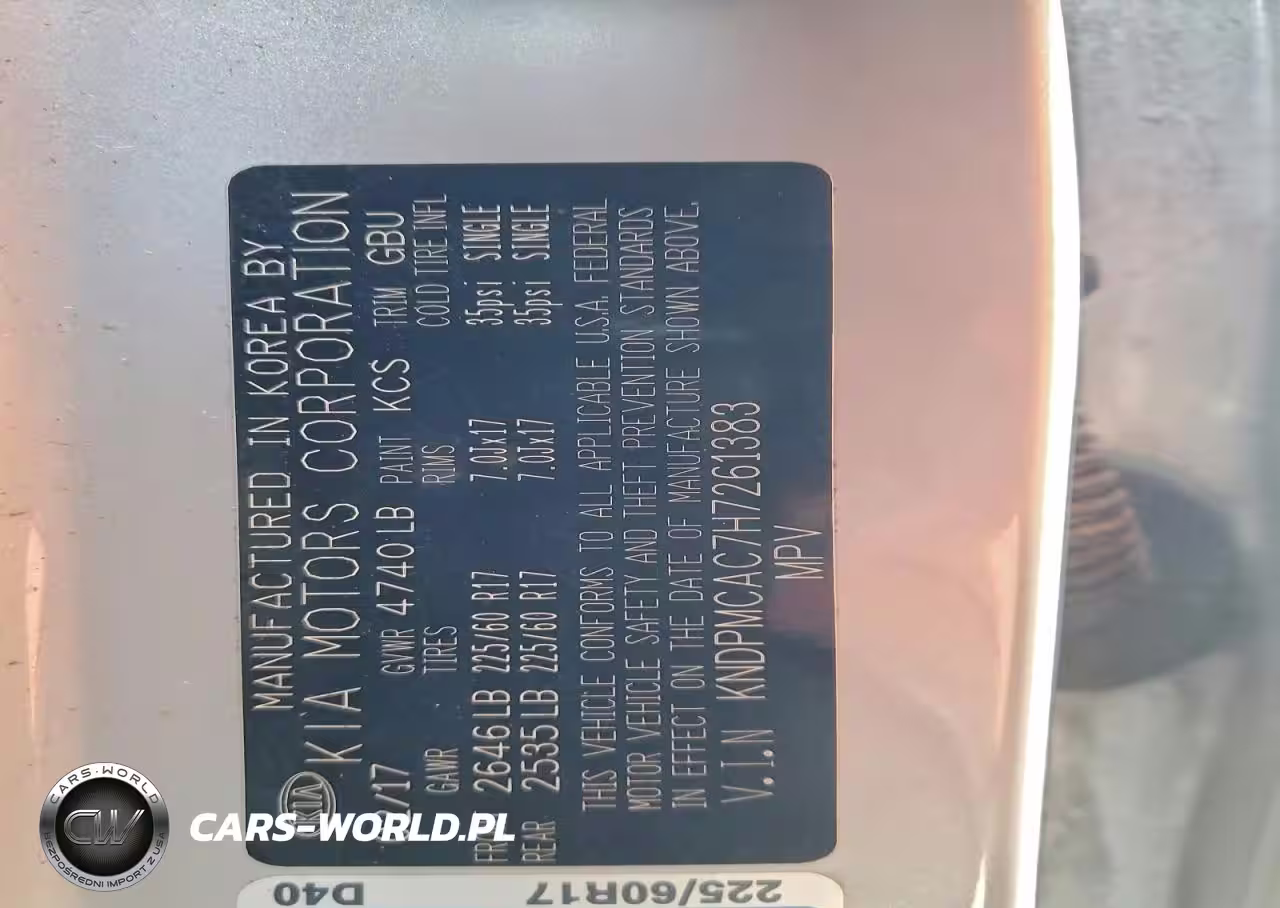 MANUFACTURED IN KOREA BY
KIA KIA MOTORS CORPORATION
/17 GVWR 4740LB PAINT KCS TRIM GBU
GAWR TIRES RIMS COLD TIRE INFL
2646LB 225/60 R17 7.0Jx17 35psi SINGLE
REAR 2535LB 225/60 R17 7.0Jx17 35psi SINGLE
THIS VEHICLE CONFORMS TO ALL APPLICABLE U.S.A. FEDERAL
MOTOR VEHICLE SAFETY AND THEFT PREVENTION STANDARDS
IN EFFECT ON THE DATE OF MANUFACTURE SHOWN ABOVE.
V.I.N KNDPMCAC7H7261383
MPV
D40 225/60R17
CARS-WORLD
CW
BEZPOŚREDNI IMPORT Z USA
CARS-WORLD.PL